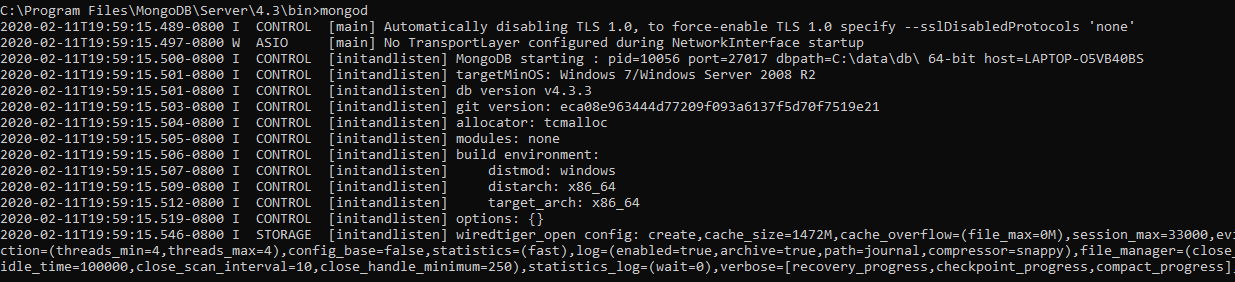 C:\Program Files\MongoDB\Server\4.3\bin>mongod
2020-02-11T19:59:15.489-0800 I  CONTROL  [main] Automatically disabling TLS 1.0, to force-enable TLS 1.0 specify --sslDisabledProtocols 'none'
2020-02-11T19:59:15.497-0800 W  ASIO     [main] No TransportLayer configured during NetworkInterface startup
2020-02-11T19:59:15.500-0800 I  CONTROL  [initandlisten] MongoDB starting : pid=10056 port=27017 dbpath=C:\data\db\ 64-bit host=LAPTOP-O5VB40BS
2020-02-11T19:59:15.501-0800 I  CONTROL  [initandlisten] targetMinOS: Windows 7/Windows Server 2008 R2
2020-02-11T19:59:15.501-0800 I  CONTROL  [initandlisten] db version v4.3.3
2020-02-11T19:59:15.503-0800 I  CONTROL  [initandlisten] git version: eca08e963444d77209f093a6137f5d70f7519e21
2020-02-11T19:59:15.504-0800 I  CONTROL  [initandlisten] allocator: tcmalloc
2020-02-11T19:59:15.505-0800 I  CONTROL  [initandlisten] modules: none
2020-02-11T19:59:15.506-0800 I  CONTROL  [initandlisten] build environment:
2020-02-11T19:59:15.507-0800 I  CONTROL  [initandlisten]     distmod: windows
2020-02-11T19:59:15.509-0800 I  CONTROL  [initandlisten]     distarch: x86_64
2020-02-11T19:59:15.512-0800 I  CONTROL  [initandlisten]     target_arch: x86_64
2020-02-11T19:59:15.519-0800 I  CONTROL  [initandlisten] options: {}
2020-02-11T19:59:15.546-0800 I  STORAGE  [initandlisten] wiredtiger_open config: create,cache_size=1472M,cache_overflow=(file_max=0M),session_max=33000,evi
ction=(threads_min=4,threads_max=4),config_base=false,statistics=(fast),log=(enabled=true,archive=true,path=journal,compressor=snappy),file_manager=(close_
idle_time=100000,close_scan_interval=10,close_handle_minimum=250),statistics_log=(wait=0),verbose=[recovery_progress,checkpoint_progress,compact_progress],